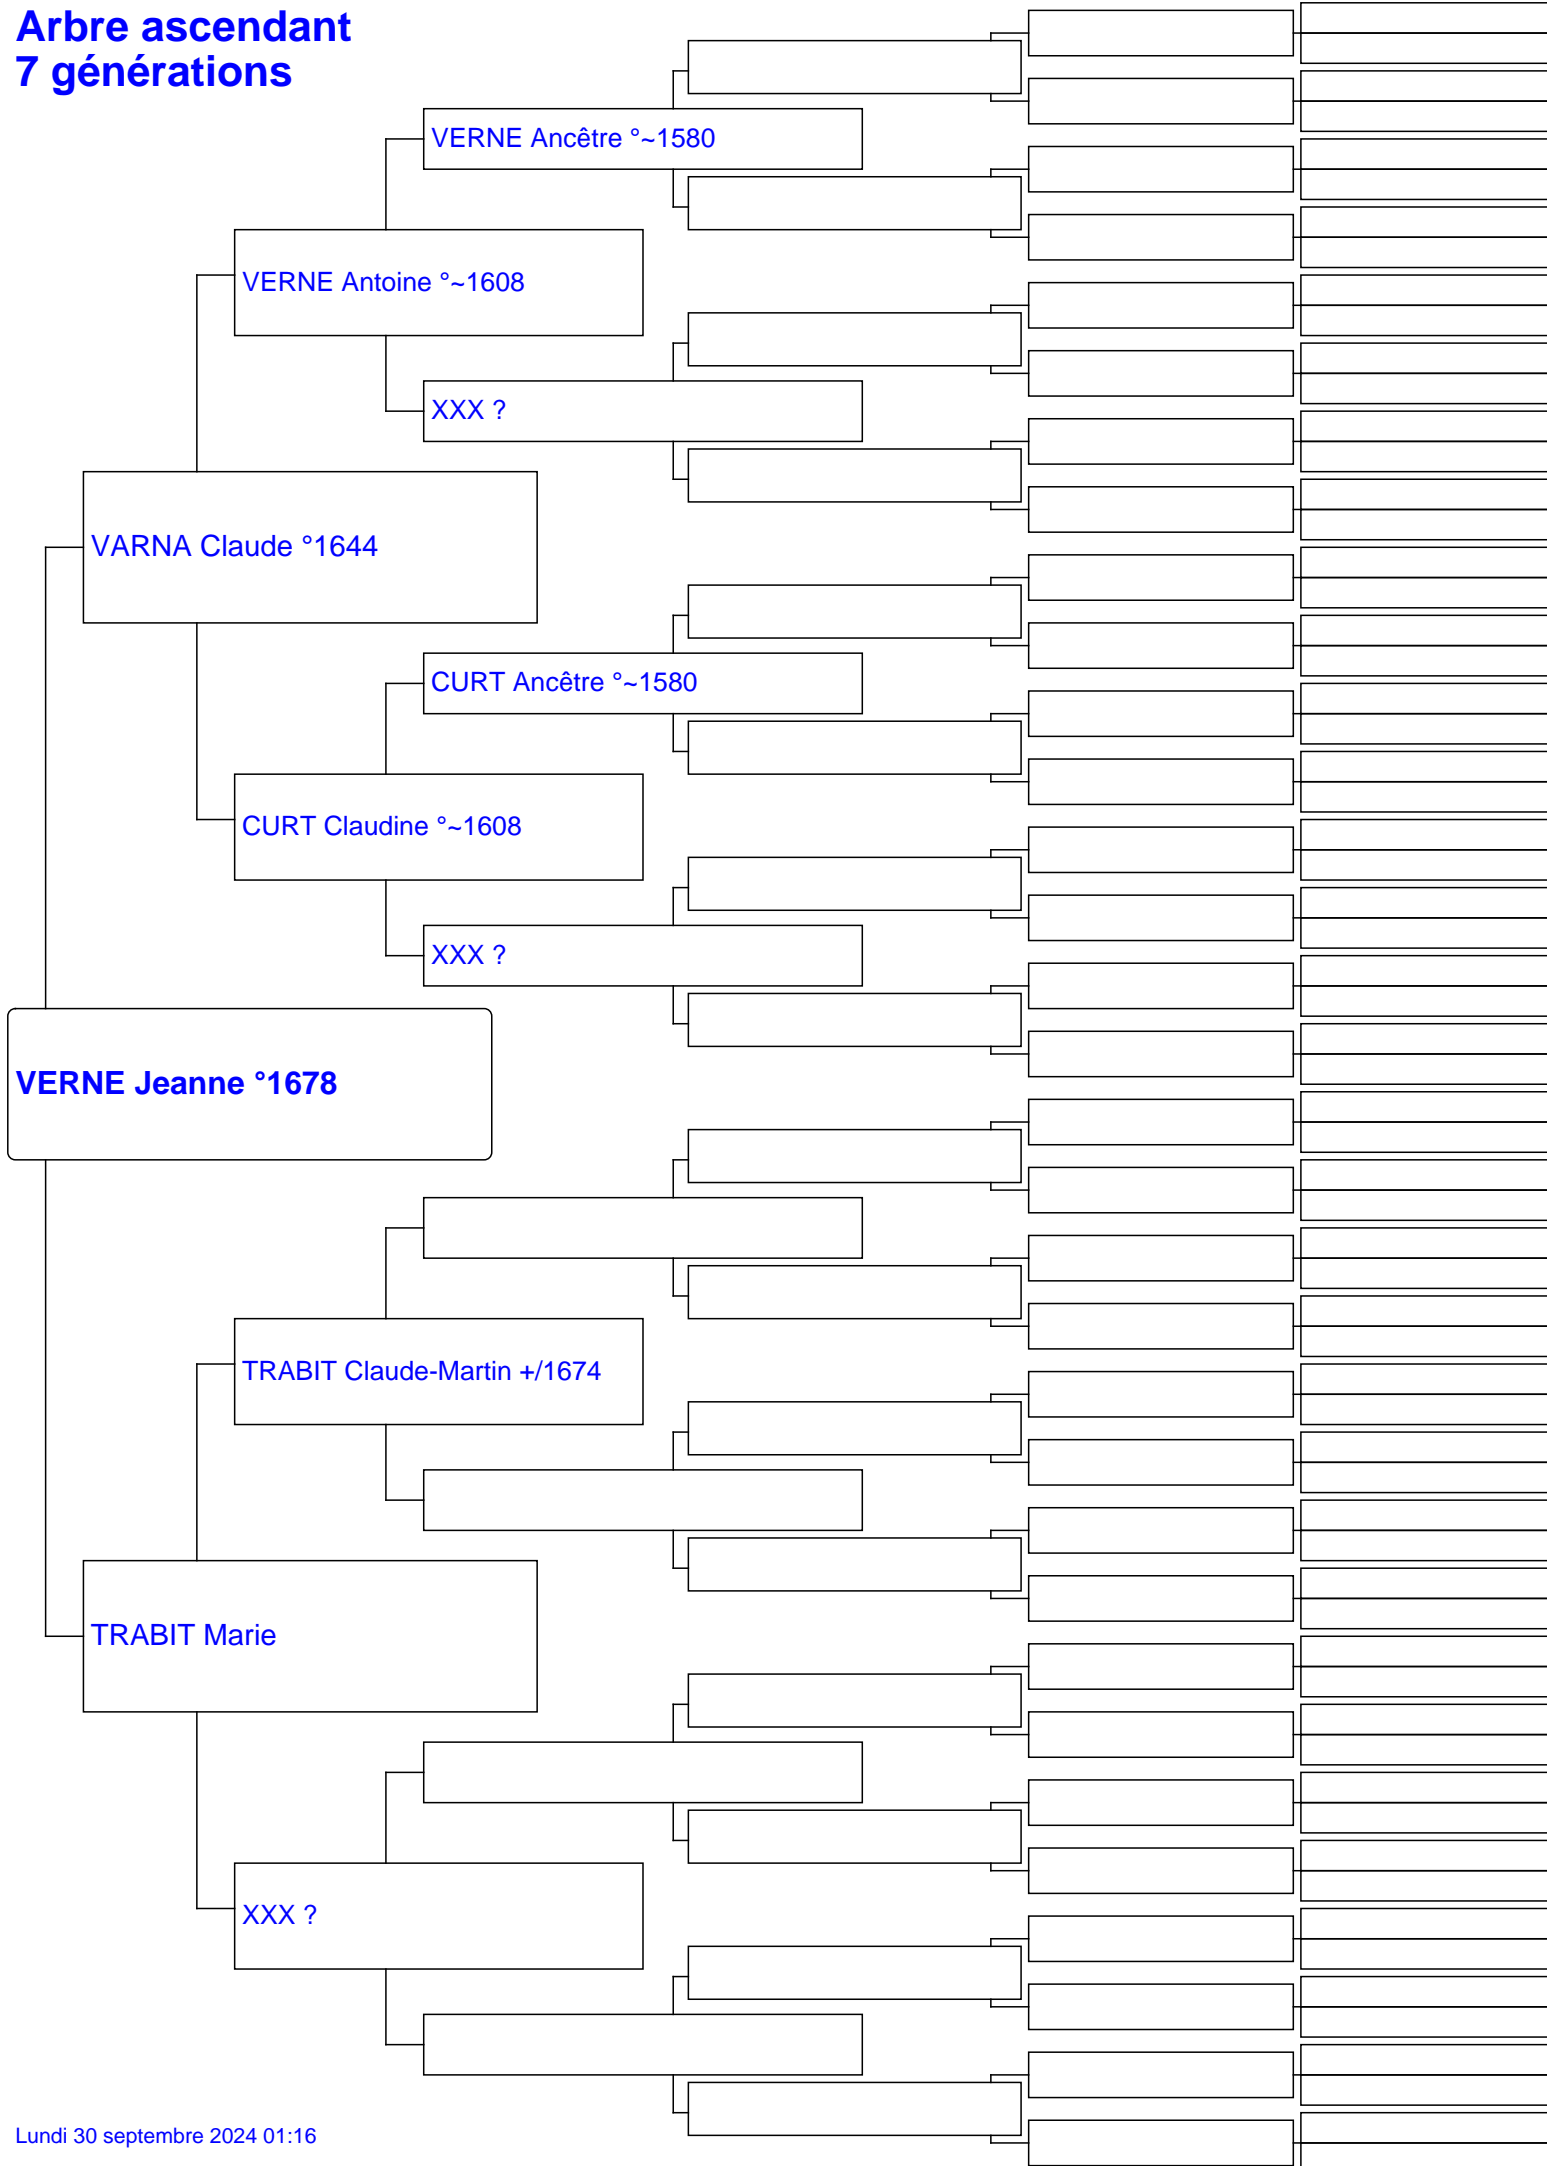 Arbre ascendant
7 générations
VERNE Ancêtre °~1580
VERNE Antoine °~1608
XXX ?
VARNA Claude °1644
CURT Ancêtre °~1580
CURT Claudine °~1608
XXX ?
VERNE Jeanne °1678
TRABIT Claude-Martin +/1674
TRABIT Marie
XXX ?
Lundi 30 septembre 2024 01:16